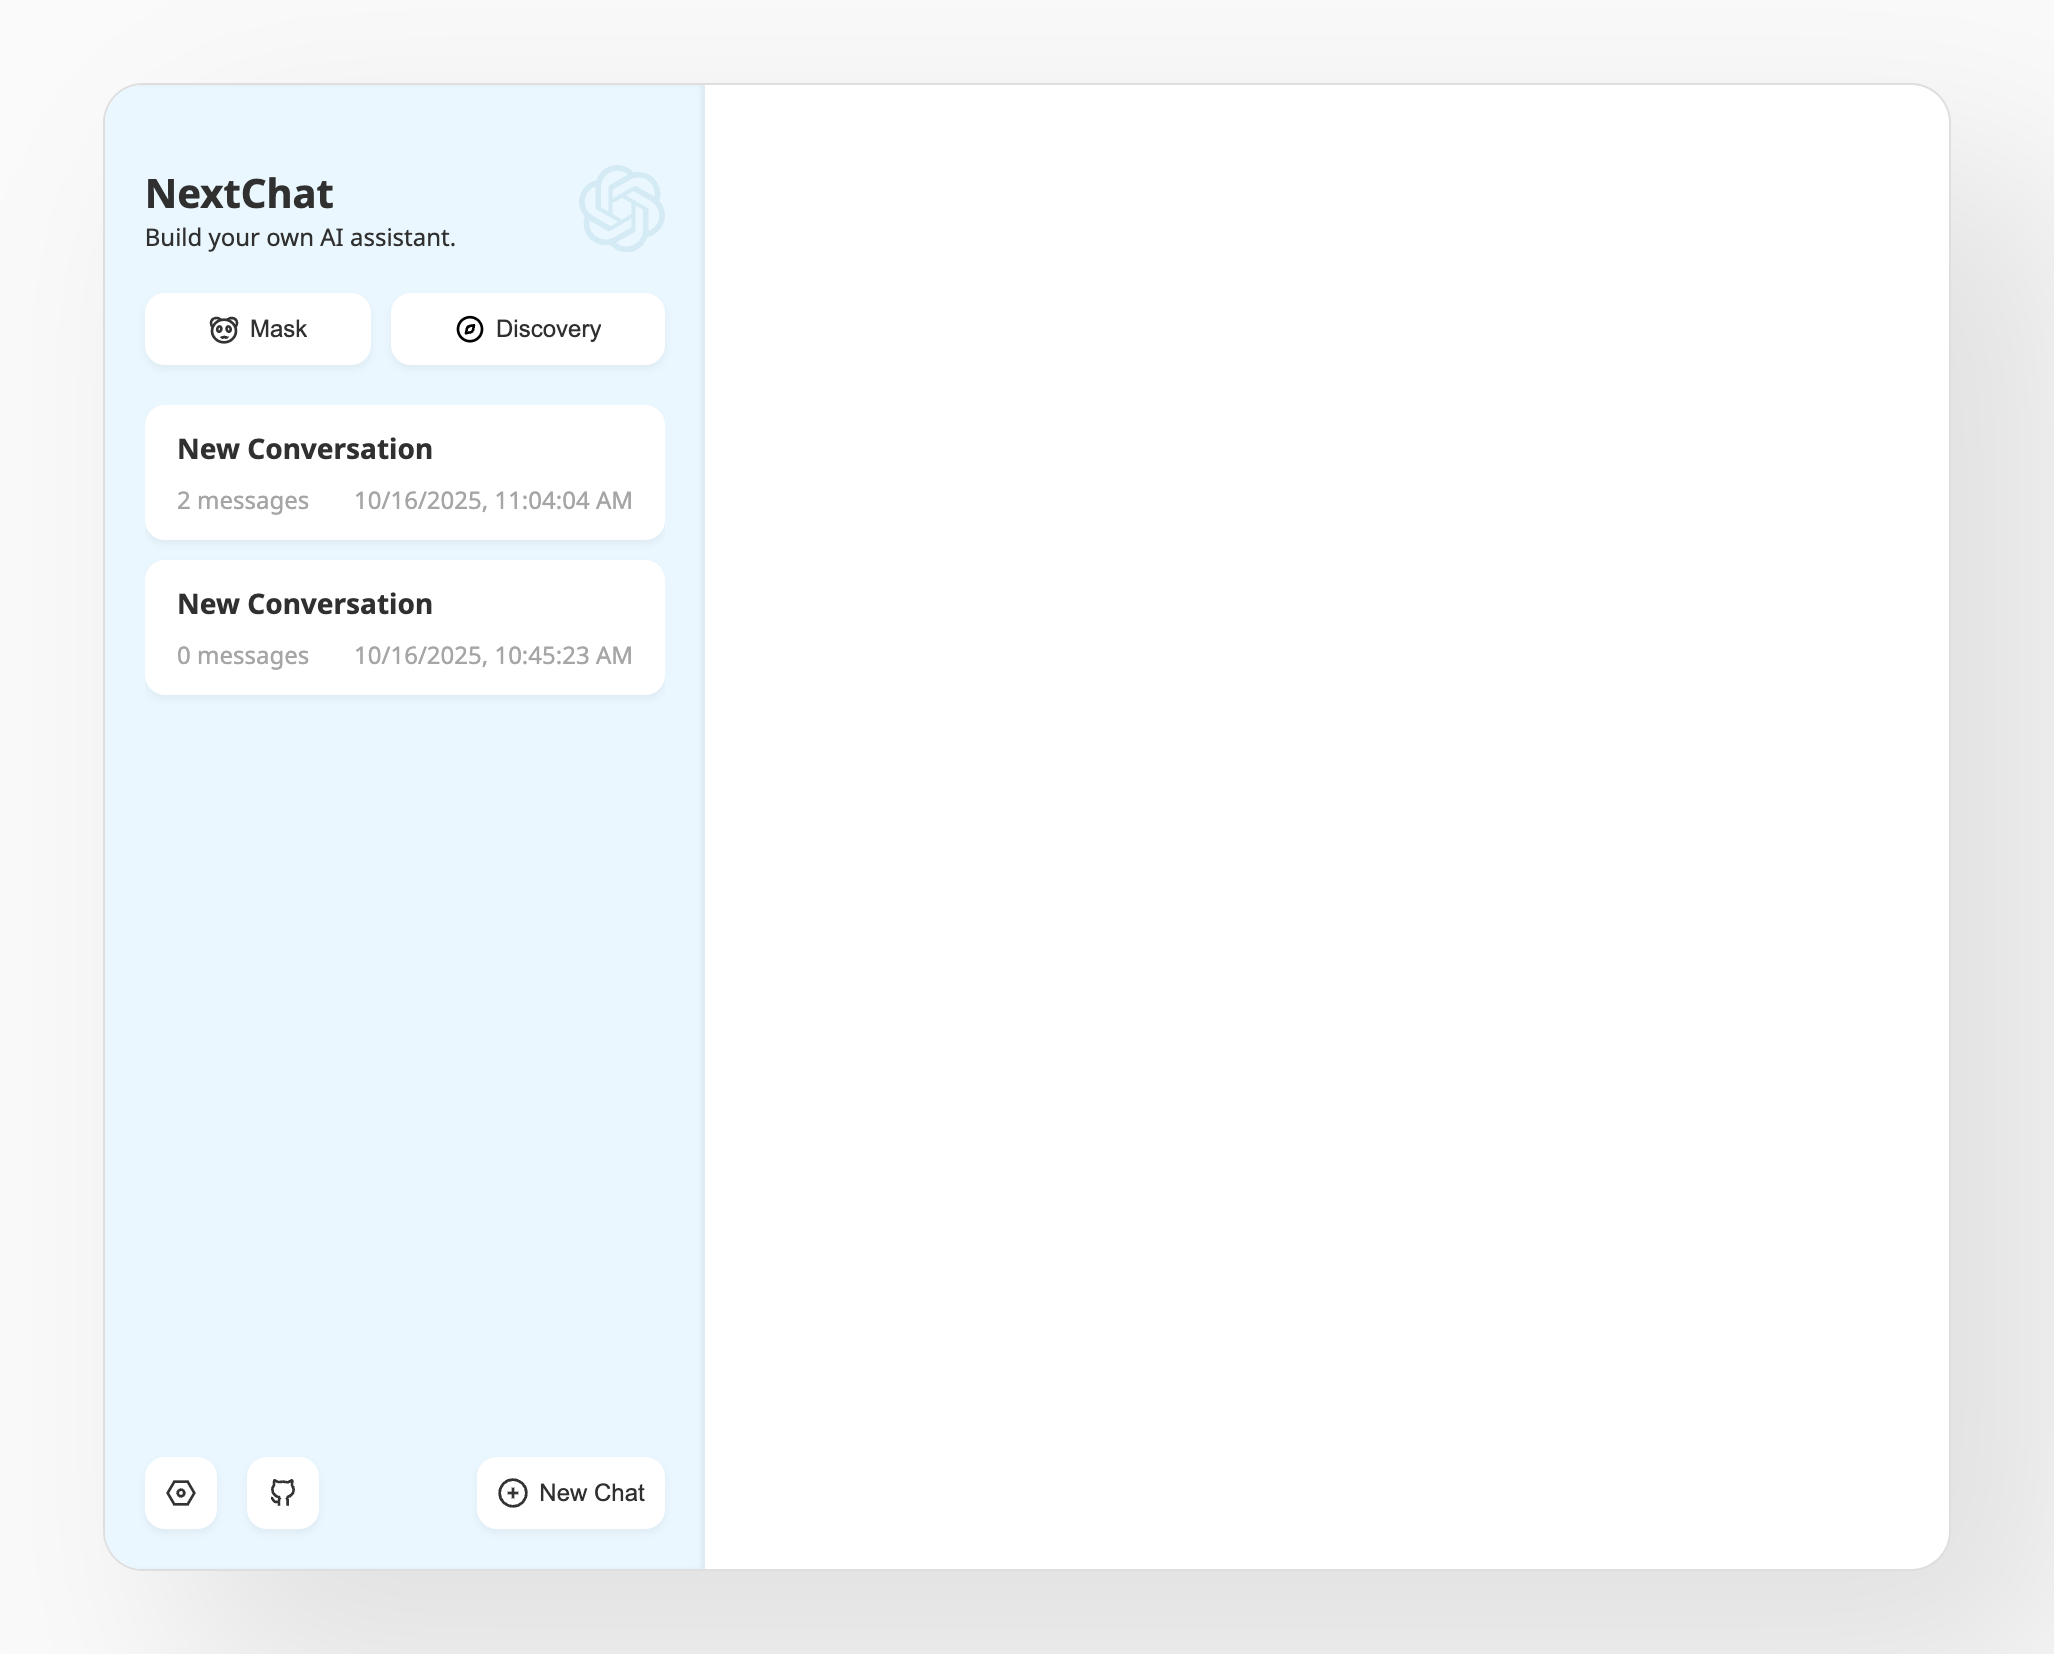 NextChat
Build your own AI assistant.
Mask
Discovery
New Conversation
2 messages 10/16/2025, 11:04:04 AM
New Conversation
0 messages 10/16/2025, 10:45:23 AM
New Chat